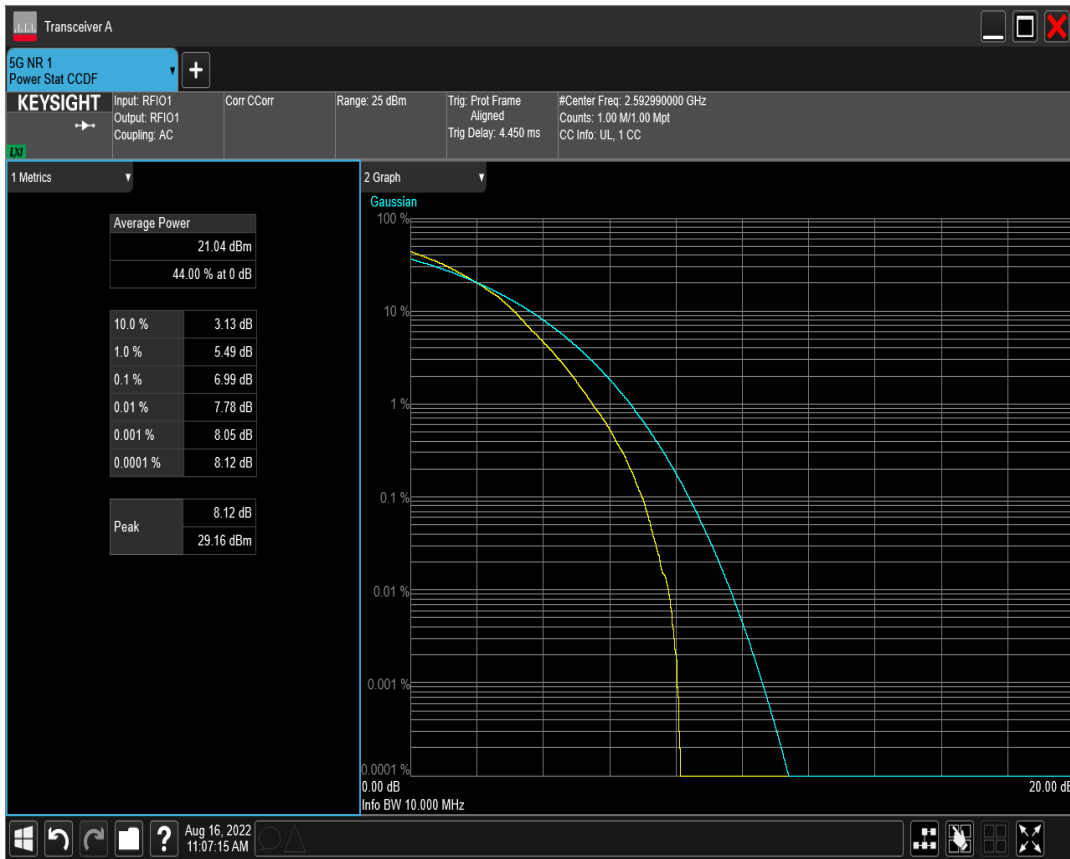 Transceiver A
5G NR 1
Power Stat CCDF
+
KEYSIGHT
LXI
Input: RFIO1
Output: RFIO1
Coupling: AC
Corr CCorr
Range: 25 dBm
Trig: Prot Frame
Aligned
Trig Delay: 4.450 ms
#Center Freq: 2.592990000 GHz
Counts: 1.00 M/1.00 Mpt
CC Info: UL, 1 CC
1 Metrics
Average Power
21.04 dBm
44.00 % at 0 dB
10.0 % 3.13 dB
1.0 % 5.49 dB
0.1 % 6.99 dB
0.01 % 7.78 dB
0.001 % 8.05 dB
0.0001 % 8.12 dB
Peak 8.12 dB
29.16 dBm
2 Graph
Gaussian
100 %
10 %
1 %
0.1 %
0.01 %
0.001 %
0.0001 %
0.00 dB 20.00 dB
Info BW 10.000 MHz
?
Aug 16, 2022
11:07:15 AM